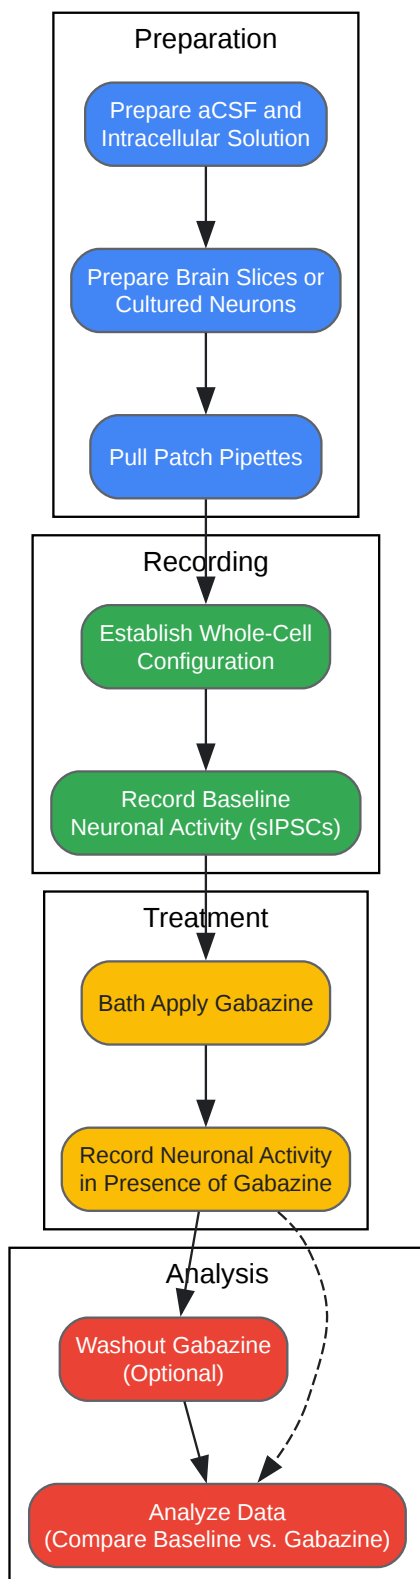 Preparation
Prepare aCSF and
Intracellular Solution
Prepare Brain Slices or
Cultured Neurons
Pull Patch Pipettes
Recording
Establish Whole-Cell
Configuration
Record Baseline
Neuronal Activity (sIPSCs)
Treatment
Bath Apply Gabazine
Record Neuronal Activity
in Presence of Gabazine
Analysis
Washout Gabazine
(Optional)
Analyze Data
(Compare Baseline vs. Gabazine)